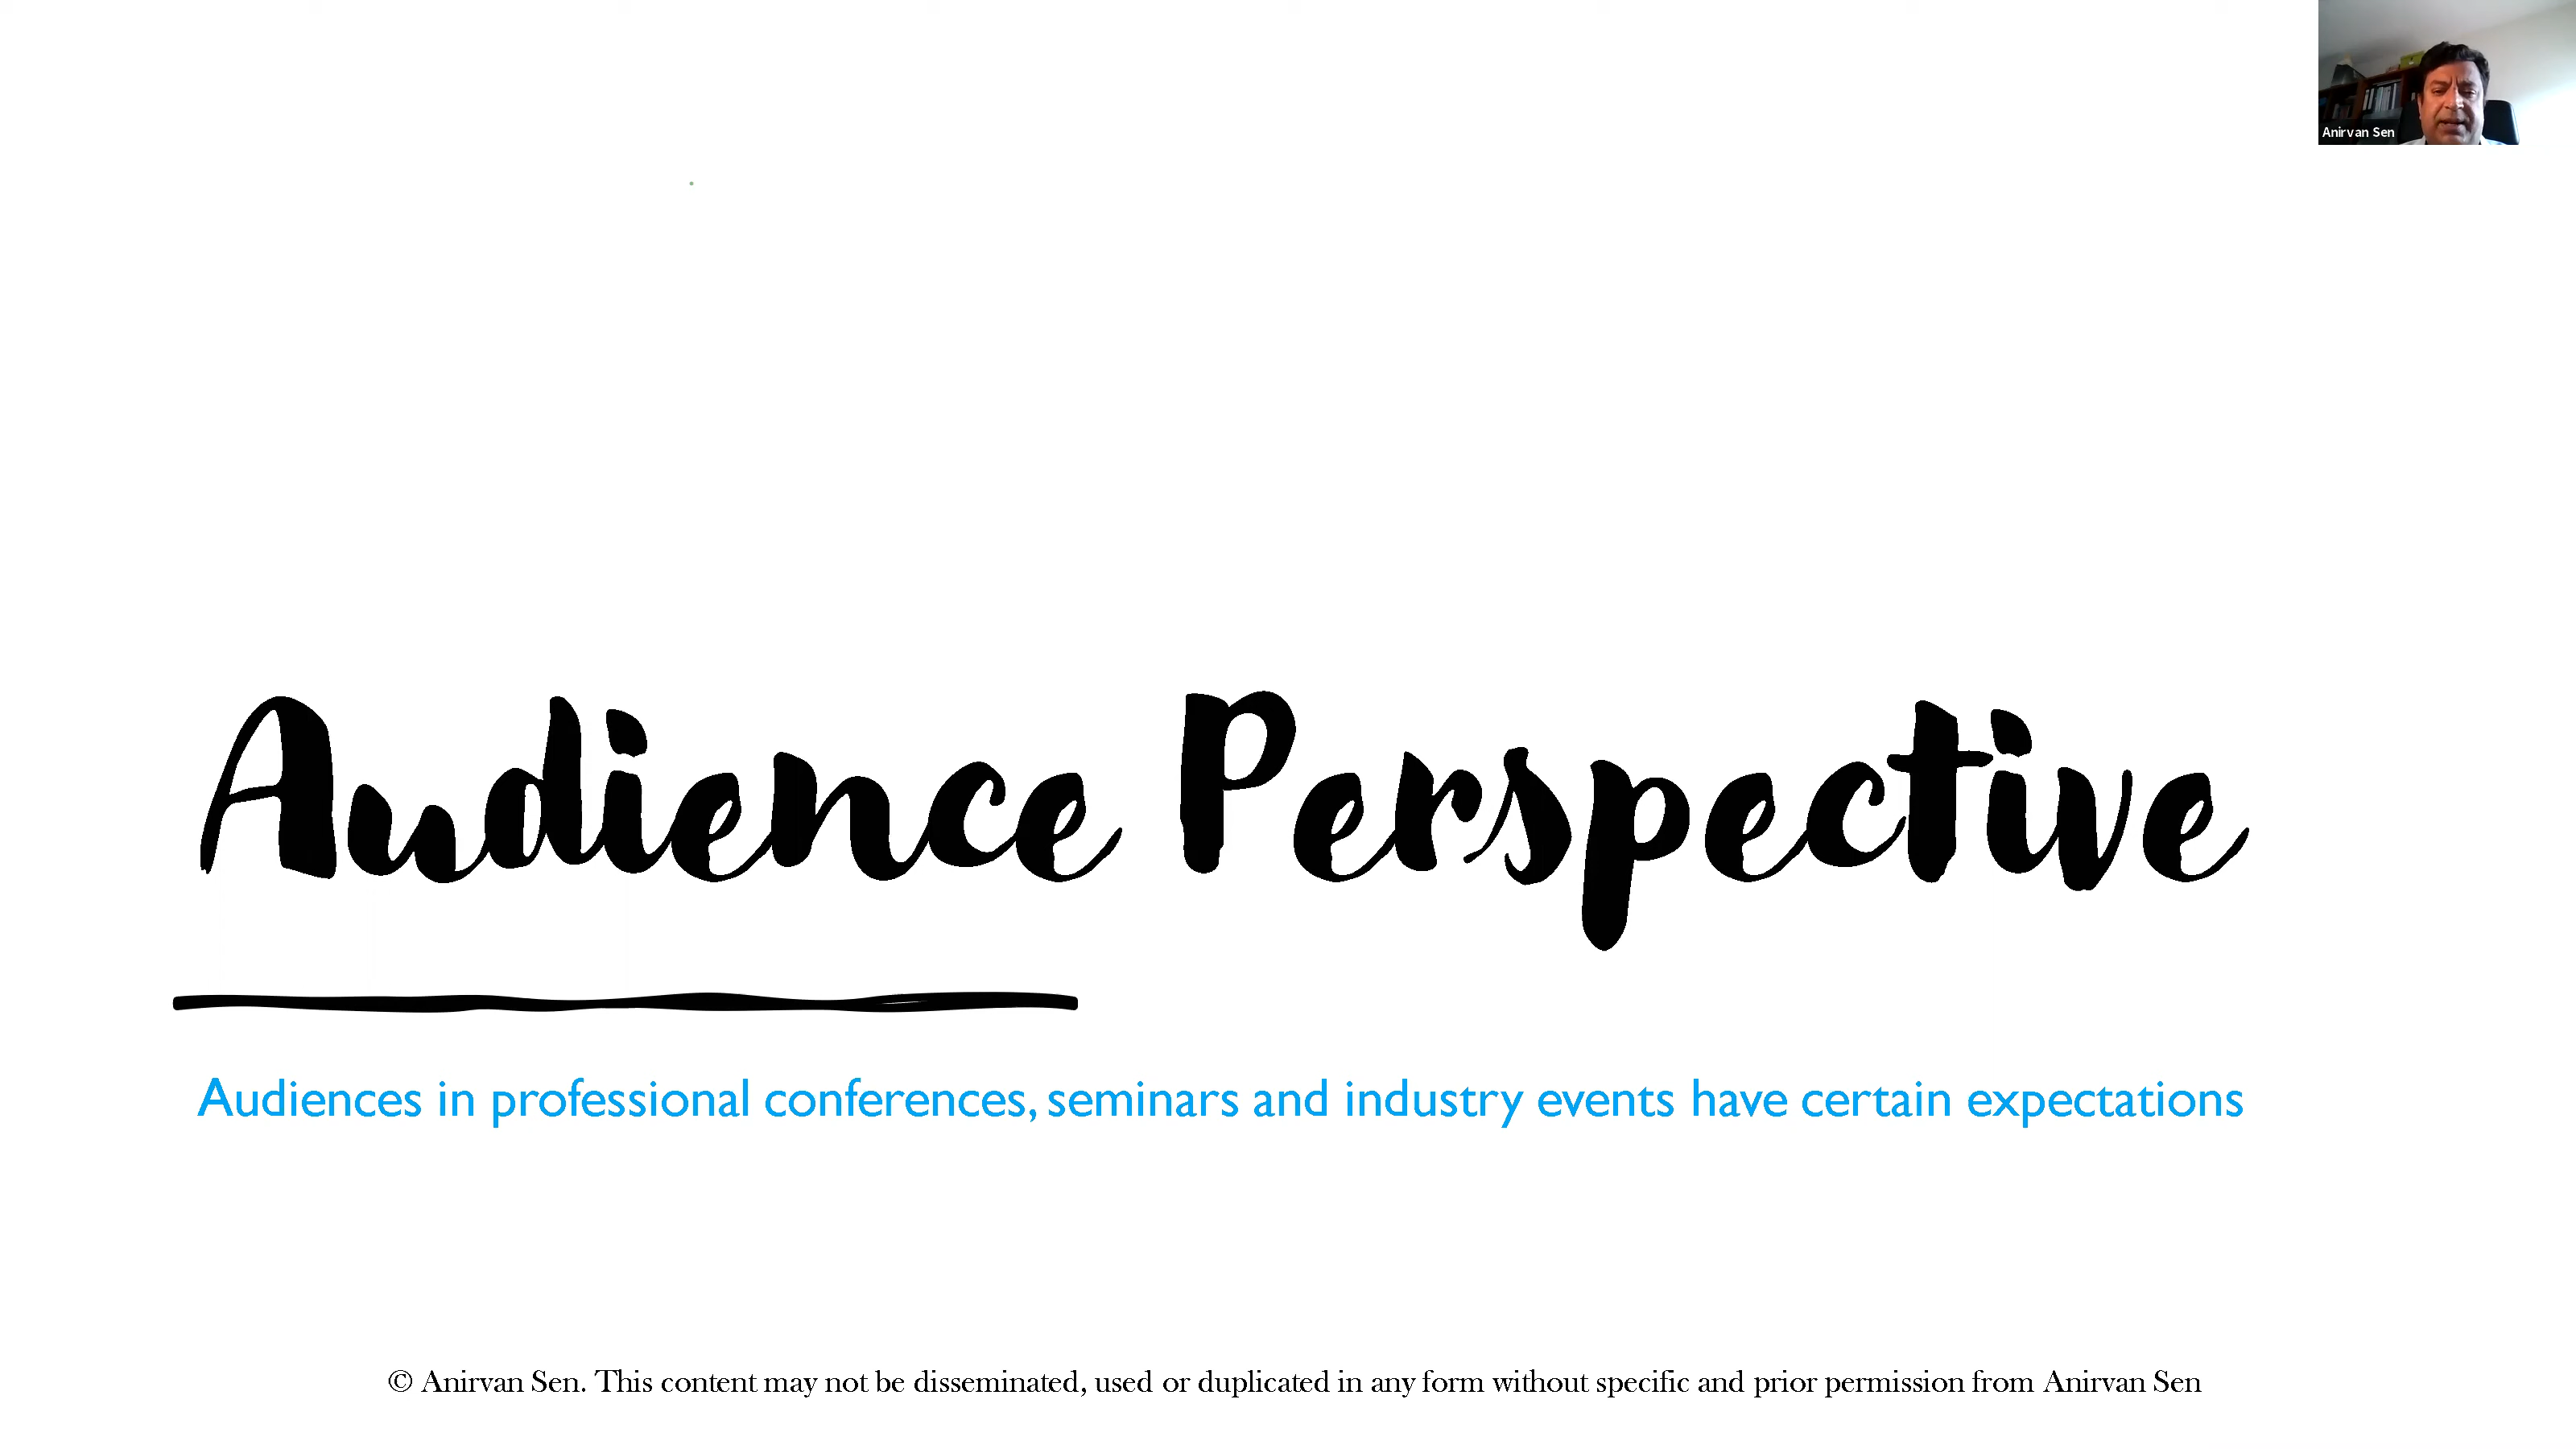 Anirvan Sen
Audience Perspective
Audiences in professional conferences, seminars and industry events have certain expectations
© Anirvan Sen. This content may not be disseminated, used or duplicated in any form without specific and prior permission from Anirvan Sen